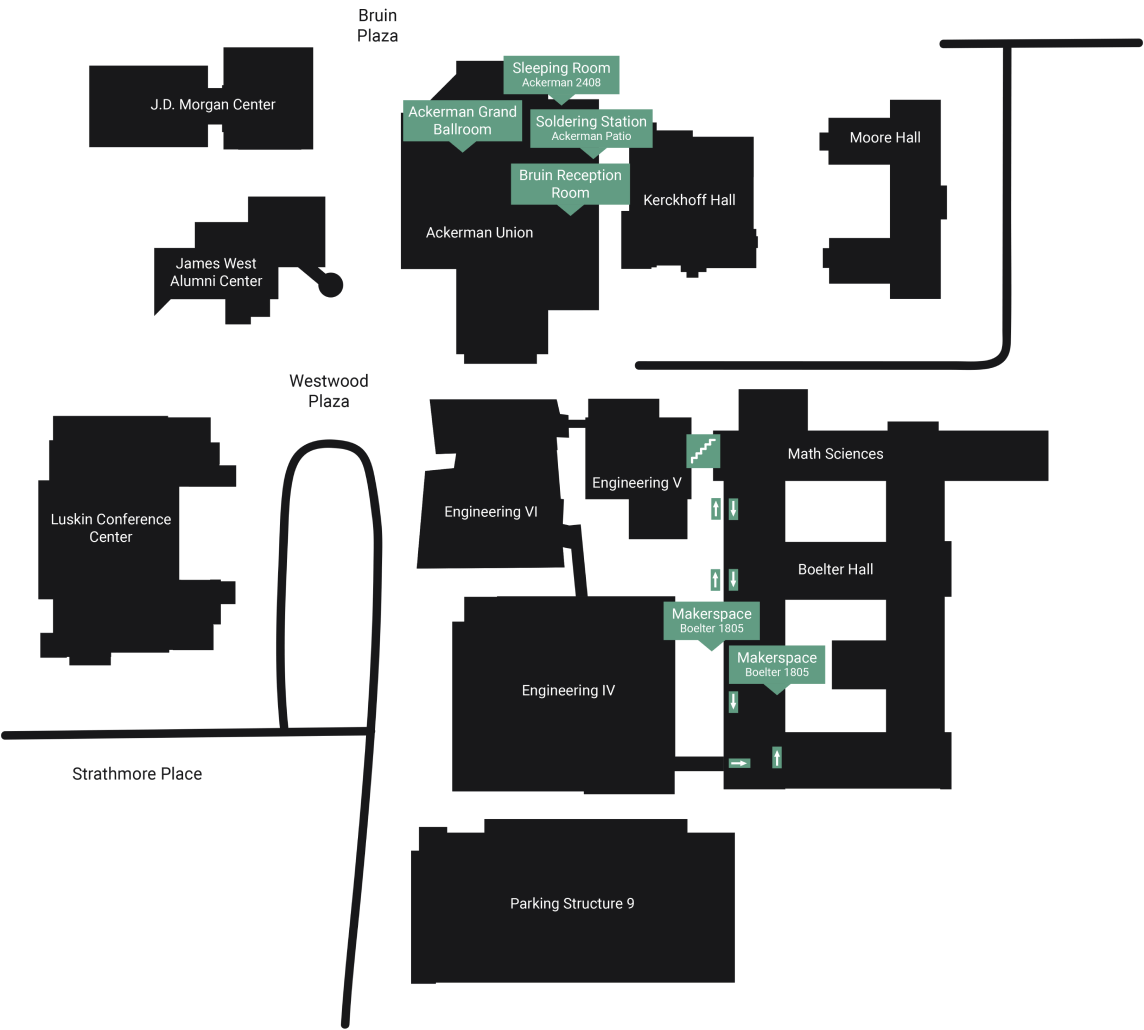 Bruin
Plaza
Sleeping Room
Ackerman 2408
J.D. Morgan Center
Ackerman Grand
Ballroom
Soldering Station
Ackerman Patio
Moore Hall
Bruin Reception
Room
Kerckhoff Hall
Ackerman Union
James West
Alumni Center
Westwood
Plaza
Math Sciences
Engineering V
Luskin Conference
Center
Engineering VI
Boelter Hall
Makerspace
Boelter 1805
Makerspace
Boelter 1805
Engineering IV
Strathmore Place
Parking Structure 9